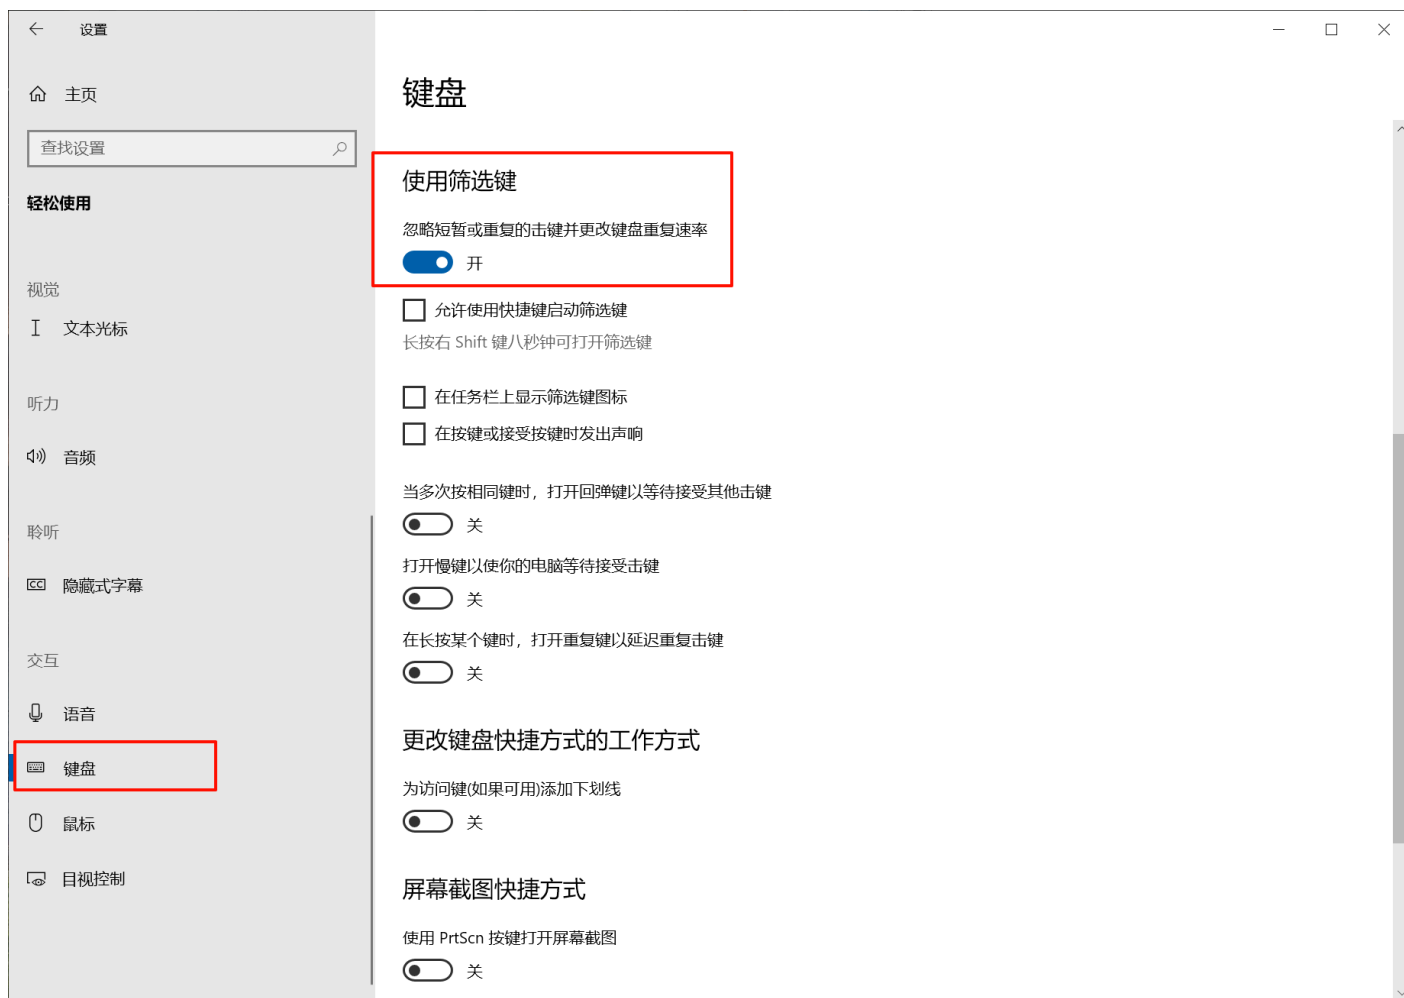 设置
主页
查找设置
轻松使用
视觉
文本光标
听力
音频
聆听
CC 隐藏式字幕
交互
语音
键盘
鼠标
目视控制
键盘
使用筛选键
忽略短暂或重复的击键并更改键盘重复速率
开
允许使用快捷键启动筛选键
长按右 Shift 键八秒钟可打开筛选键
在任务栏上显示筛选键图标
在按键或接受按键时发出声响
当多次按相同键时，打开回弹键以等待接受其他击键
关
打开慢键以使你的电脑等待接受击键
关
在长按某个键时，打开重复键以延迟重复击键
关
更改键盘快捷方式的工作方式
为访问键(如果可用)添加下划线
关
屏幕截图快捷方式
使用 PrtScn 按键打开屏幕截图
关